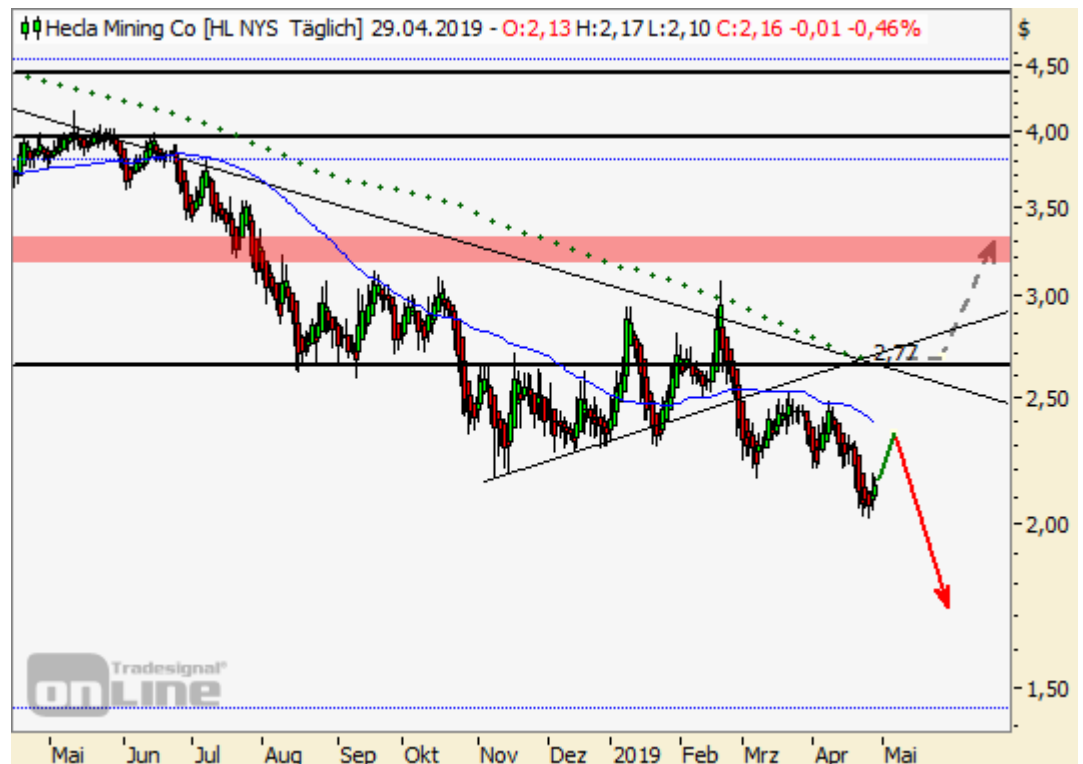 Hecla Mining Co [HL NYS Täglich] 29.04.2019 - O:2,13 H:2,17 L:2,10 C:2,16 -0,01 -0,46%
$
4,50
4,00
3,50
3,00
2,72
2,50
2,00
1,50
Tradesignal®
onLine
Mai Jun Jul Aug Sep Okt Nov Dez 2019 Feb Mrz Apr Mai